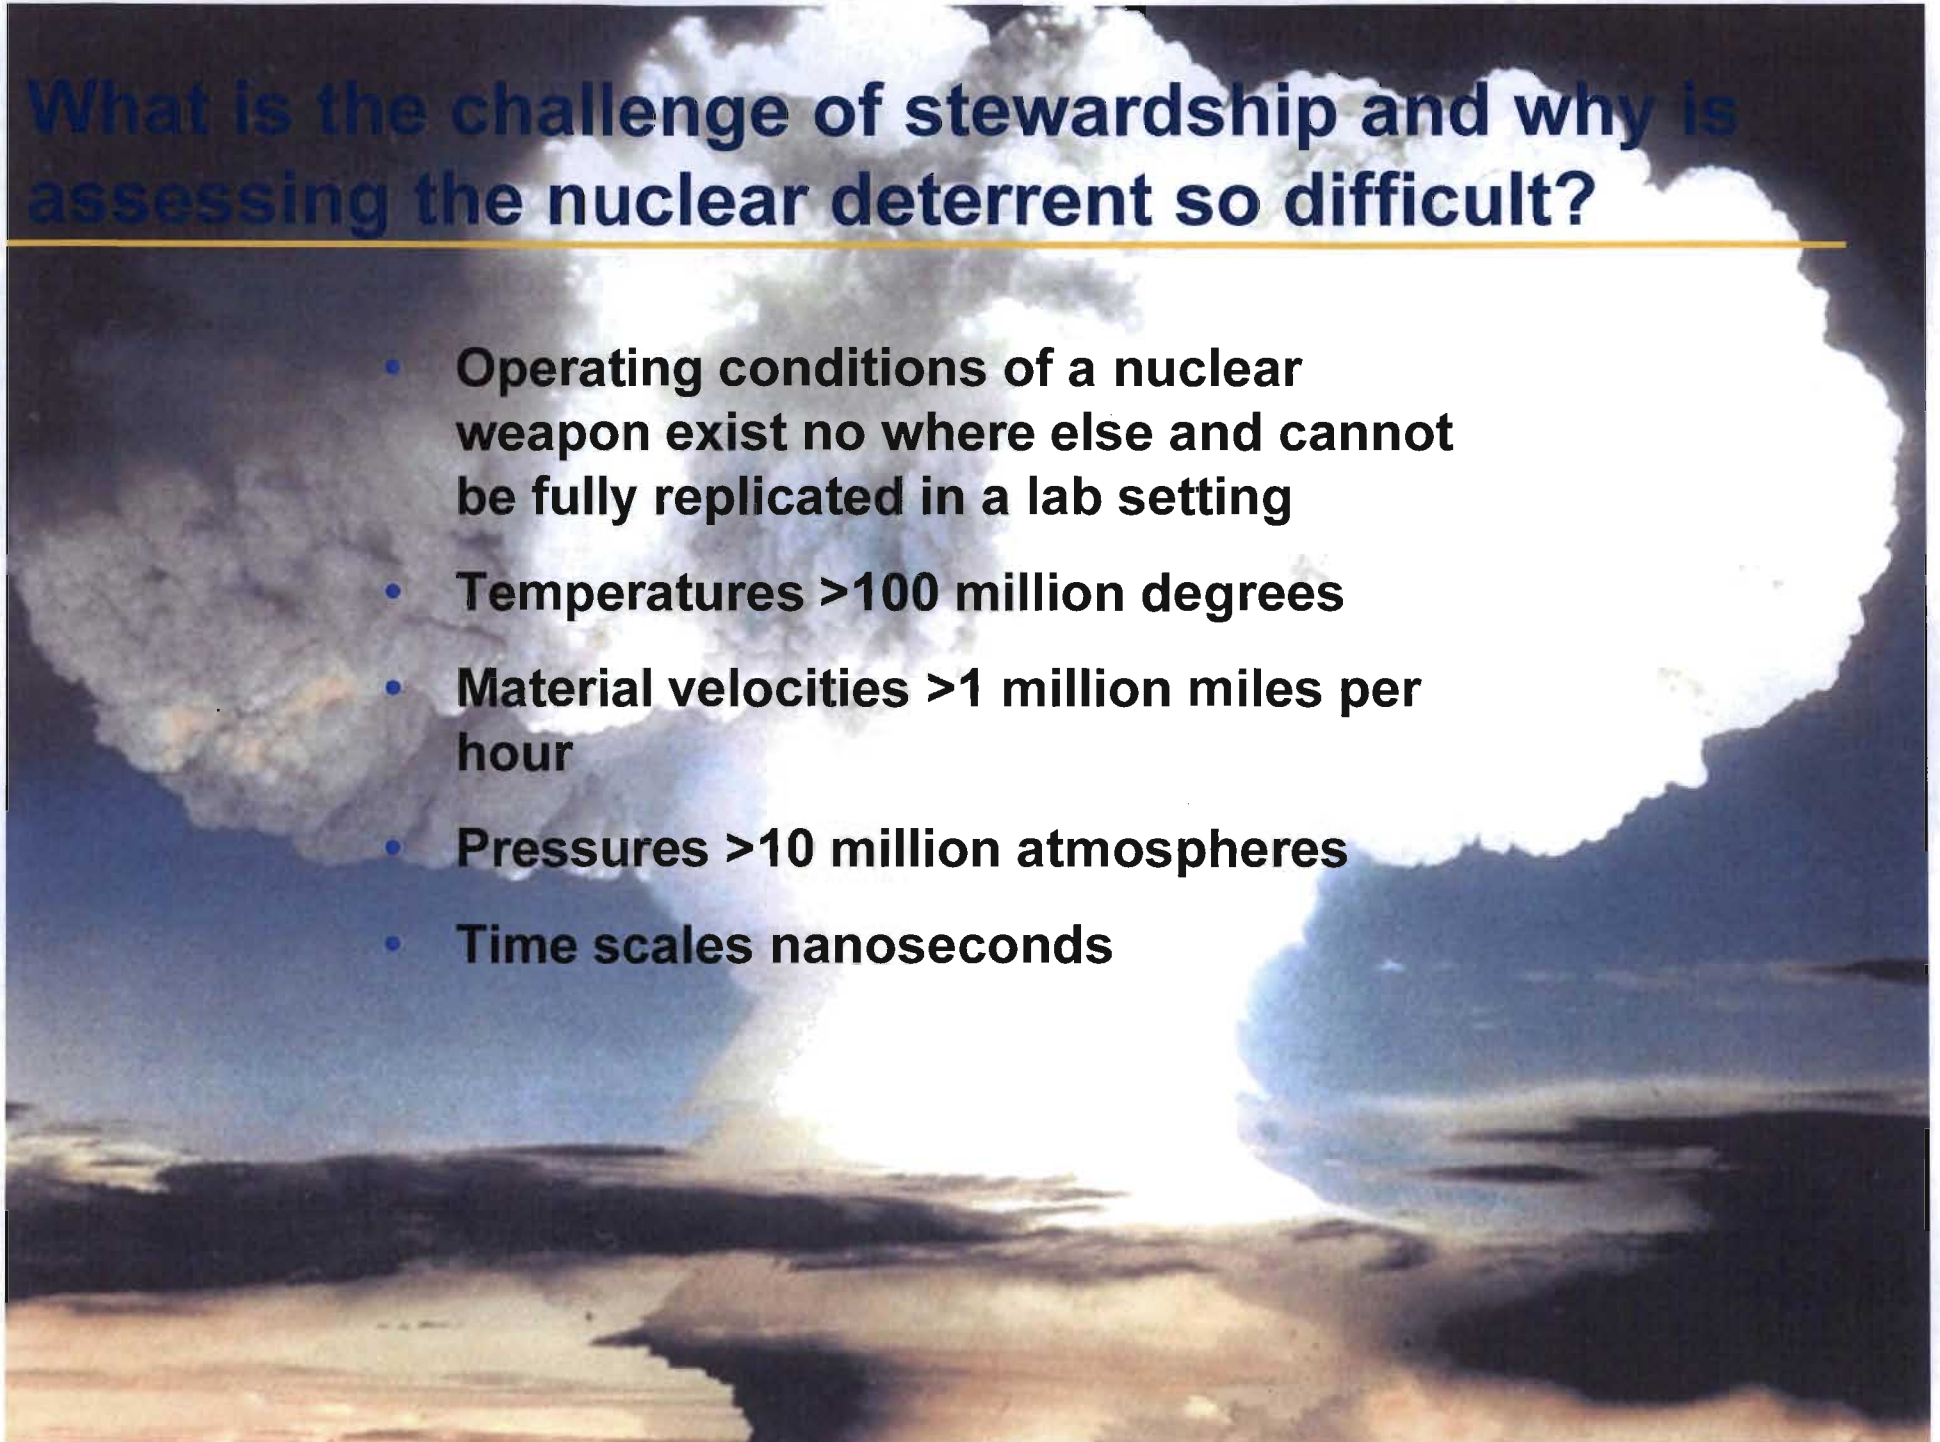 What is the challenge of stewardship and why is
assessing the nuclear deterrent so difficult?
• Operating conditions of a nuclear
weapon exist no where else and cannot
be fully replicated in a lab setting
• Temperatures >100 million degrees
• Material velocities >1 million miles per
hour
• Pressures >10 million atmospheres
• Time scales nanoseconds